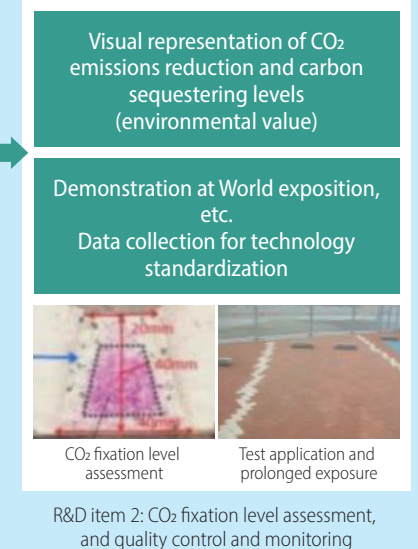 Visual representation of CO₂
emissions reduction and carbon
sequestering levels
(environmental value)
Demonstration at World exposition,
etc.
Data collection for technology
standardization
20mm
40mm
CO₂ fixation level
assessment
Test application and
prolonged exposure
R&D item 2: CO₂ fixation level assessment,
and quality control and monitoring